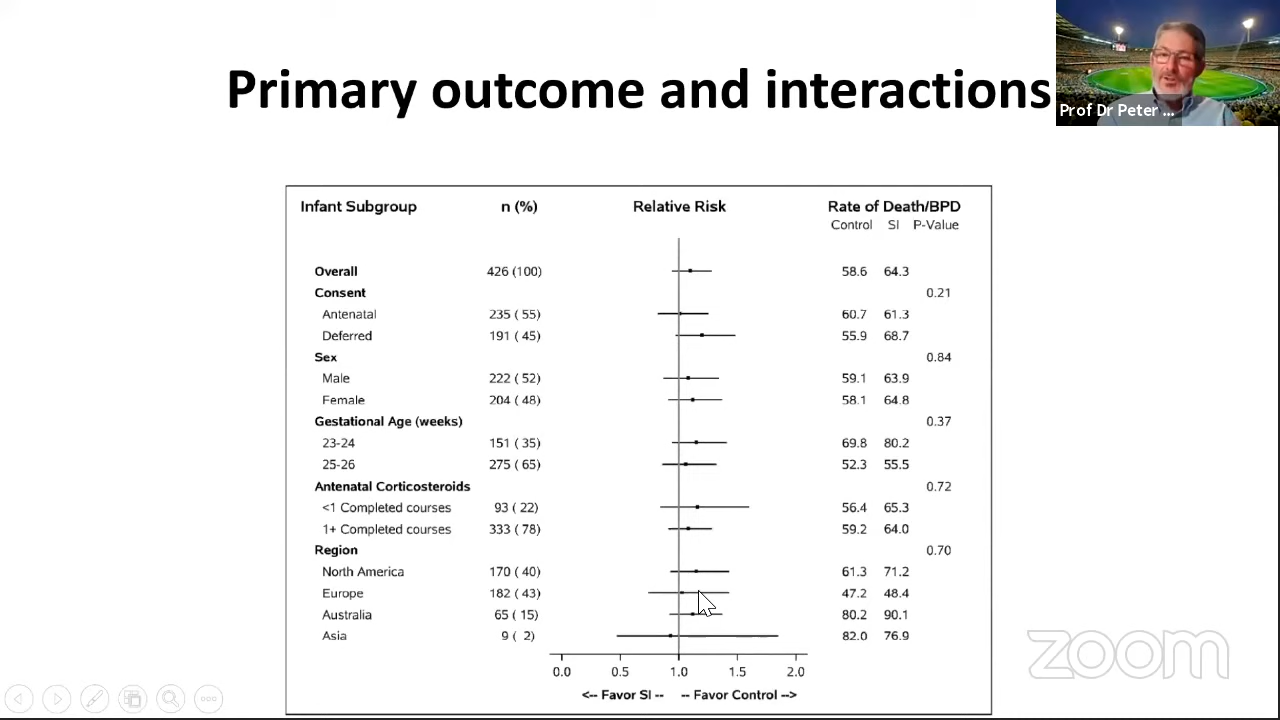 Primary outcome and interactions
Prof Dr Peter ...
Infant Subgroup n (%) Relative Risk Rate of Death/BPD
Control SI P-Value
Overall 426 (100) 58.6 64.3
Consent 0.21
Antenatal 235 ( 55) 60.7 61.3
Deferred 191 ( 45) 55.9 68.7
Sex 0.84
Male 222 ( 52) 59.1 63.9
Female 204 ( 48) 58.1 64.8
Gestational Age (weeks) 0.37
23-24 151 ( 35) 69.8 80.2
25-26 275 ( 65) 52.3 55.5
Antenatal Corticosteroids 0.72
<1 Completed courses 93 ( 22) 56.4 65.3
1+ Completed courses 333 ( 78) 59.2 64.0
Region 0.70
North America 170 ( 40) 61.3 71.2
Europe 182 ( 43) 47.2 48.4
Australia 65 ( 15) 80.2 90.1
Asia 9 ( 2) 82.0 76.9
0.0 0.5 1.0 1.5 2.0
<-- Favor SI -- -- Favor Control -->
zoom